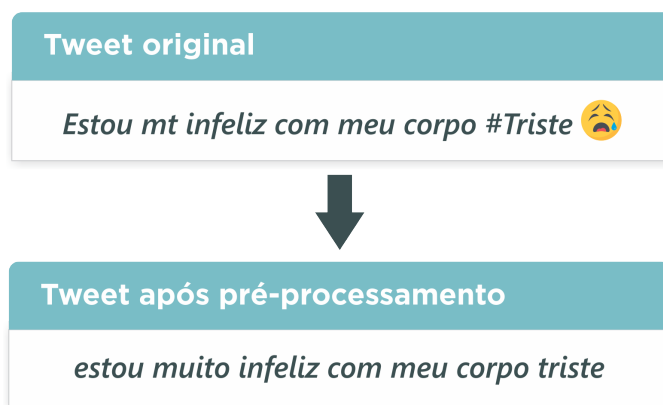 Tweet original
Estou mt infeliz com meu corpo #Triste 😥
Tweet após pré-processamento
estou muito infeliz com meu corpo triste